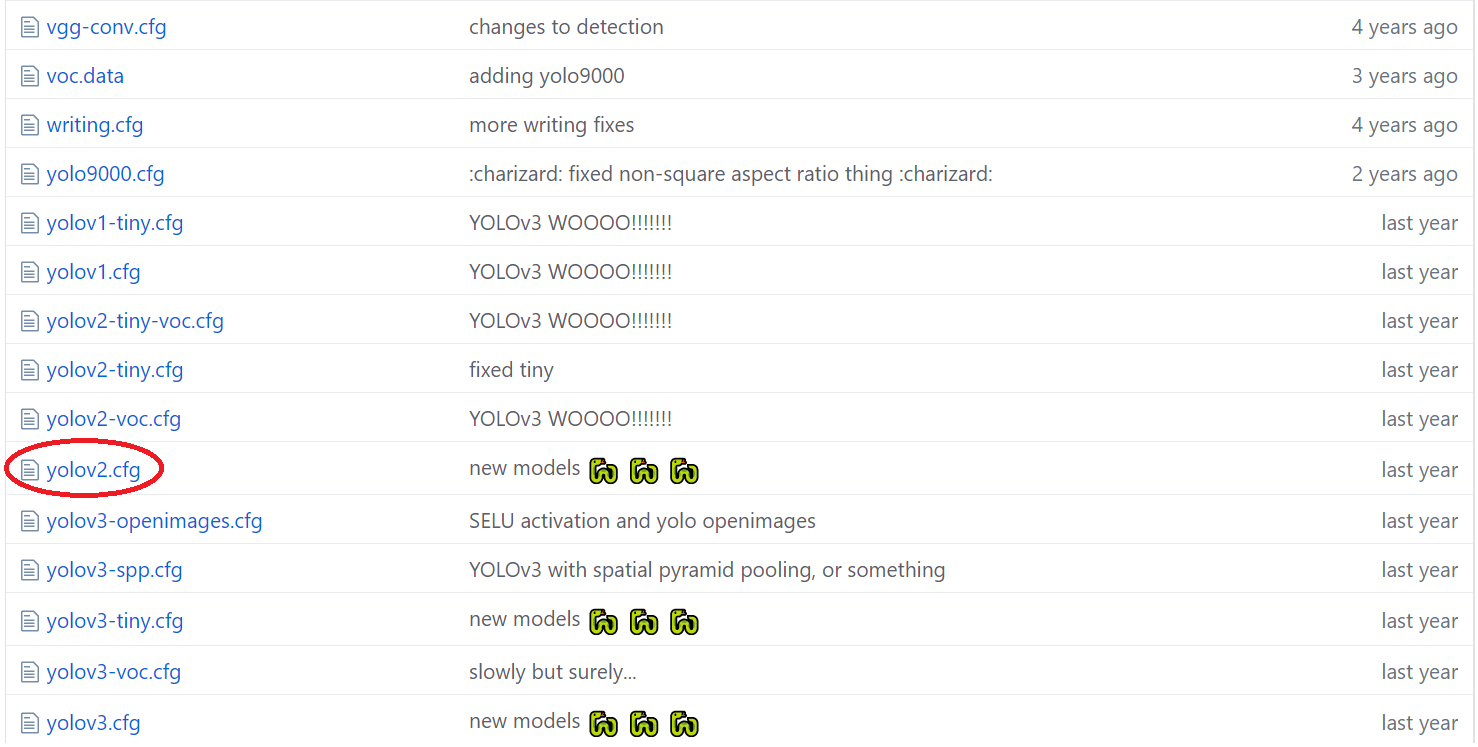 vgg-conv.cfg changes to detection 4 years ago
voc.data adding yolo9000 3 years ago
writing.cfg more writing fixes 4 years ago
yolo9000.cfg :charizard: fixed non-square aspect ratio thing :charizard: 2 years ago
yolov1-tiny.cfg YOLOv3 WOOOO!!!!!!! last year
yolov1.cfg YOLOv3 WOOOO!!!!!!! last year
yolov2-tiny-voc.cfg YOLOv3 WOOOO!!!!!!! last year
yolov2-tiny.cfg fixed tiny last year
yolov2-voc.cfg YOLOv3 WOOOO!!!!!!! last year
yolov2.cfg new models last year
yolov3-openimages.cfg SELU activation and yolo openimages last year
yolov3-spp.cfg YOLOv3 with spatial pyramid pooling, or something last year
yolov3-tiny.cfg new models last year
yolov3-voc.cfg slowly but surely... last year
yolov3.cfg new models last year